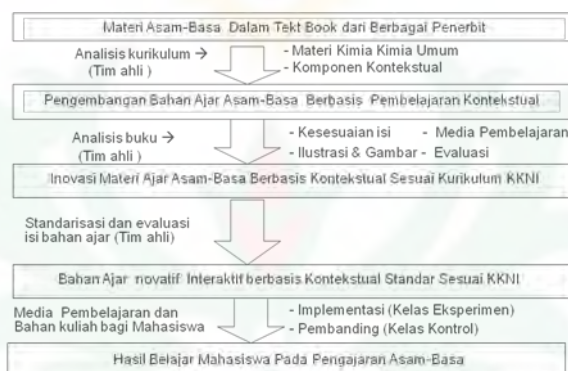 Materi Asam-Basa Dalam Tekt Book dari Berbagai Penerbit
Analisis kurikulum →
(Tim ahli )
- Materi Kimia Kimia Umum
- Komponen Kontekstual
Pengembangan Bahan Ajar Asam-Basa Berbasis Pembelajaran Kontekstual
Analisis buku →
(Tim ahli )
- Kesesuaian isi - Media Pembelajaran
- Ilustrasi & Gambar - Evaluasi
Inovasi Materi Ajar Asam-Basa Berbasis Kontekstual Sesuai Kurikulum KKNI
Standarisasi dan evaluasi
isi bahan ajar (Tim ahli)
Bahan Ajar novatif Interaktif berbasis Kontekstual Standar Sesuai KKNI
Media Pembelajaran dan
Bahan kuliah bagi Mahasiswa
- Implementasi (Kelas Eksperimen)
- Pembanding (Kelas Kontrol)
Hasil Belajar Mahasiswa Pada Pengajaran Asam-Basa